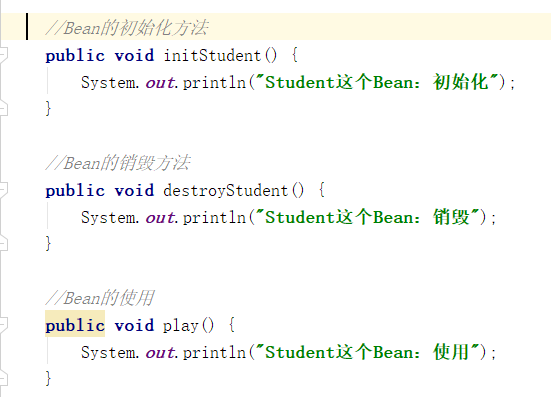 //Bean的初始化方法
public void initStudent() {
System.out.println("Student这个Bean：初始化");
}
//Bean的销毁方法
public void destroyStudent() {
System.out.println("Student这个Bean：销毁");
}
//Bean的使用
public void play() {
System.out.println("Student这个Bean：使用");
}